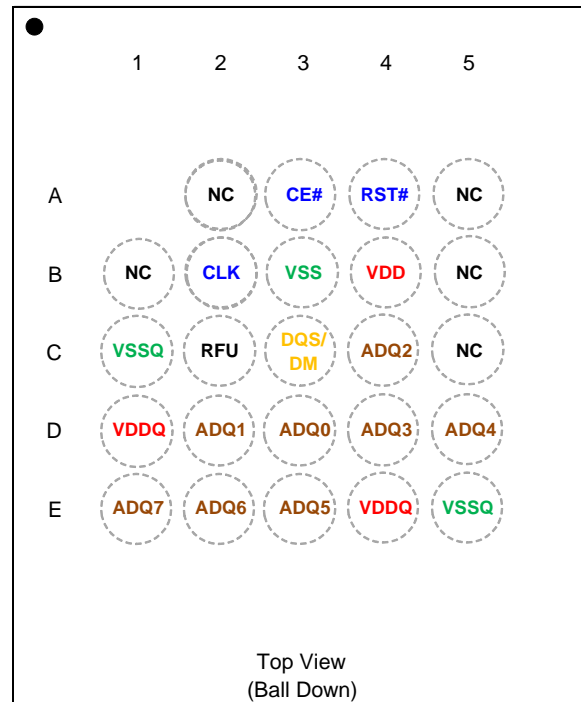 1 2 3 4 5
A NC CE# RST# NC
B NC CLK VSS VDD NC
C VSSQ RFU DQS/ DM ADQ2 NC
D VDDQ ADQ1 ADQ0 ADQ3 ADQ4
E ADQ7 ADQ6 ADQ5 VDDQ VSSQ
Top View
(Ball Down)